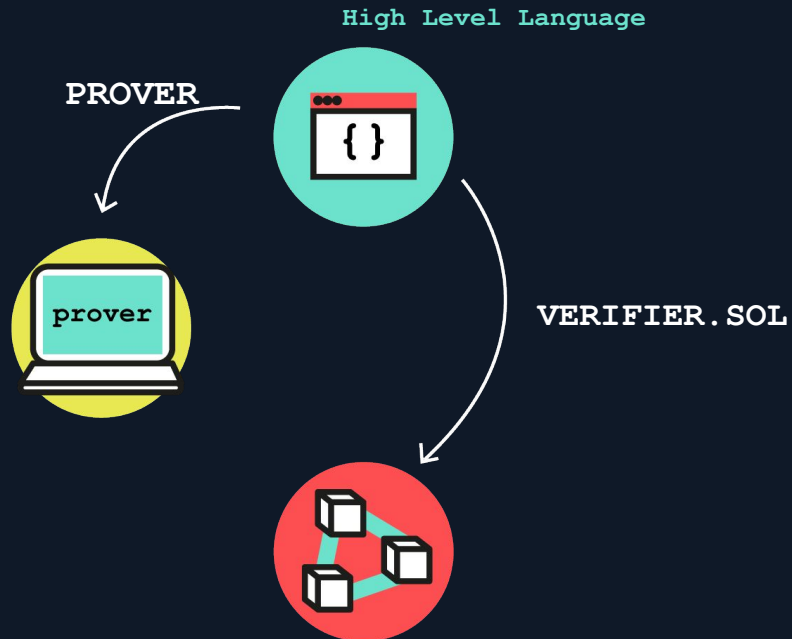 High Level Language
PROVER
{ }
prover
VERIFIER.SOL